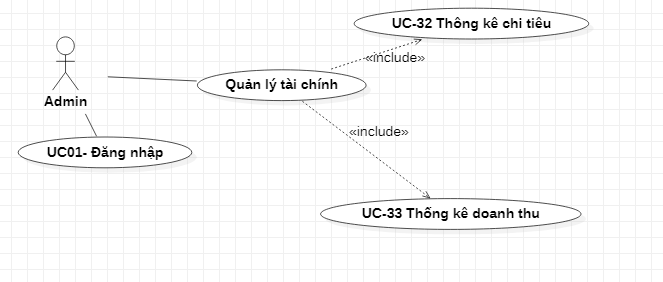 UC-32 Thông kê chi tiêu
«include»
Quản lý tài chính
Admin
«include»
UC01- Đăng nhập
UC-33 Thống kê doanh thu